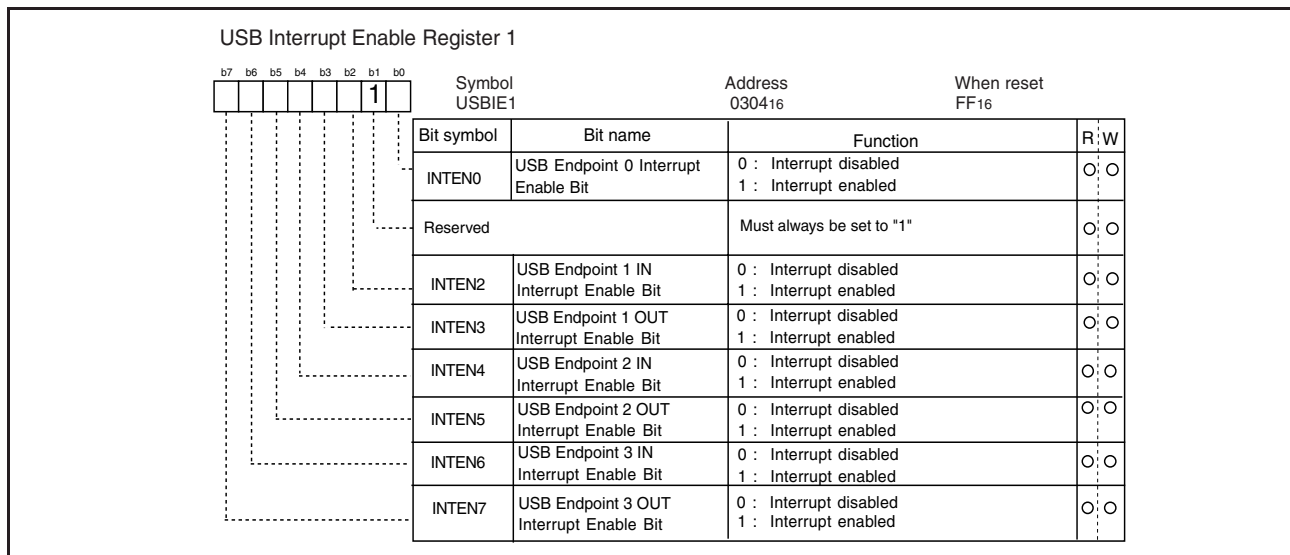 USB Interrupt Enable Register 1
b7 b6 b5 b4 b3 b2 b1 b0
1
Symbol Address When reset
USBIE1 030416 FF16
Bit symbol Bit name Function R W
INTEN0 USB Endpoint 0 Interrupt 0 : Interrupt disabled O O
Enable Bit 1 : Interrupt enabled
Reserved Must always be set to "1" O O
INTEN2 USB Endpoint 1 IN 0 : Interrupt disabled O O
Interrupt Enable Bit 1 : Interrupt enabled
INTEN3 USB Endpoint 1 OUT 0 : Interrupt disabled O O
Interrupt Enable Bit 1 : Interrupt enabled
INTEN4 USB Endpoint 2 IN 0 : Interrupt disabled O O
Interrupt Enable Bit 1 : Interrupt enabled
INTEN5 USB Endpoint 2 OUT 0 : Interrupt disabled O O
Interrupt Enable Bit 1 : Interrupt enabled
INTEN6 USB Endpoint 3 IN 0 : Interrupt disabled O O
Interrupt Enable Bit 1 : Interrupt enabled
INTEN7 USB Endpoint 3 OUT 0 : Interrupt disabled O O
Interrupt Enable Bit 1 : Interrupt enabled